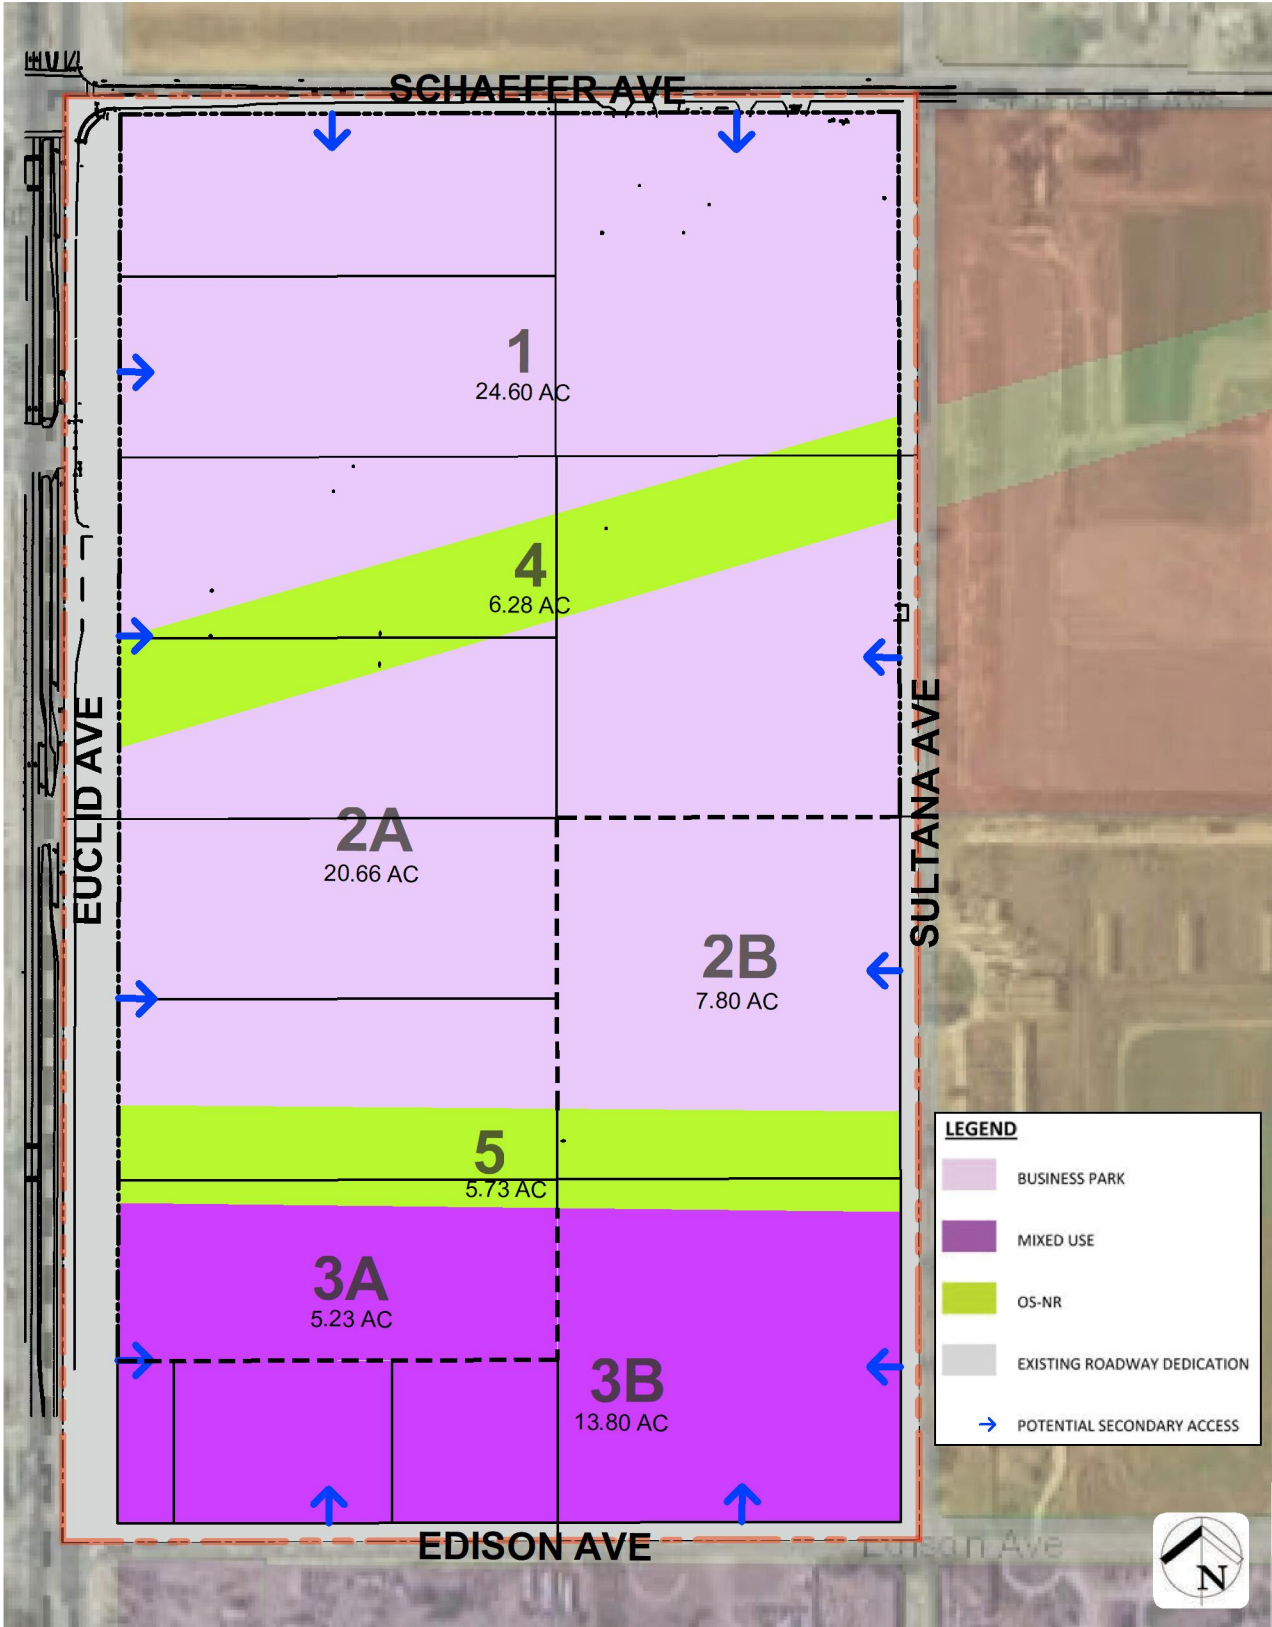 SCHAEFER AVE
1
24.60 AC
4
6.28 AC
EUCLID AVE
SULTANA AVE
2A
20.66 AC
2B
7.80 AC
5
5.73 AC
3A
5.23 AC
3B
13.80 AC
EDISON AVE
Edison Ave
LEGEND
BUSINESS PARK
MIXED USE
OS-NR
EXISTING ROADWAY DEDICATION
POTENTIAL SECONDARY ACCESS
N